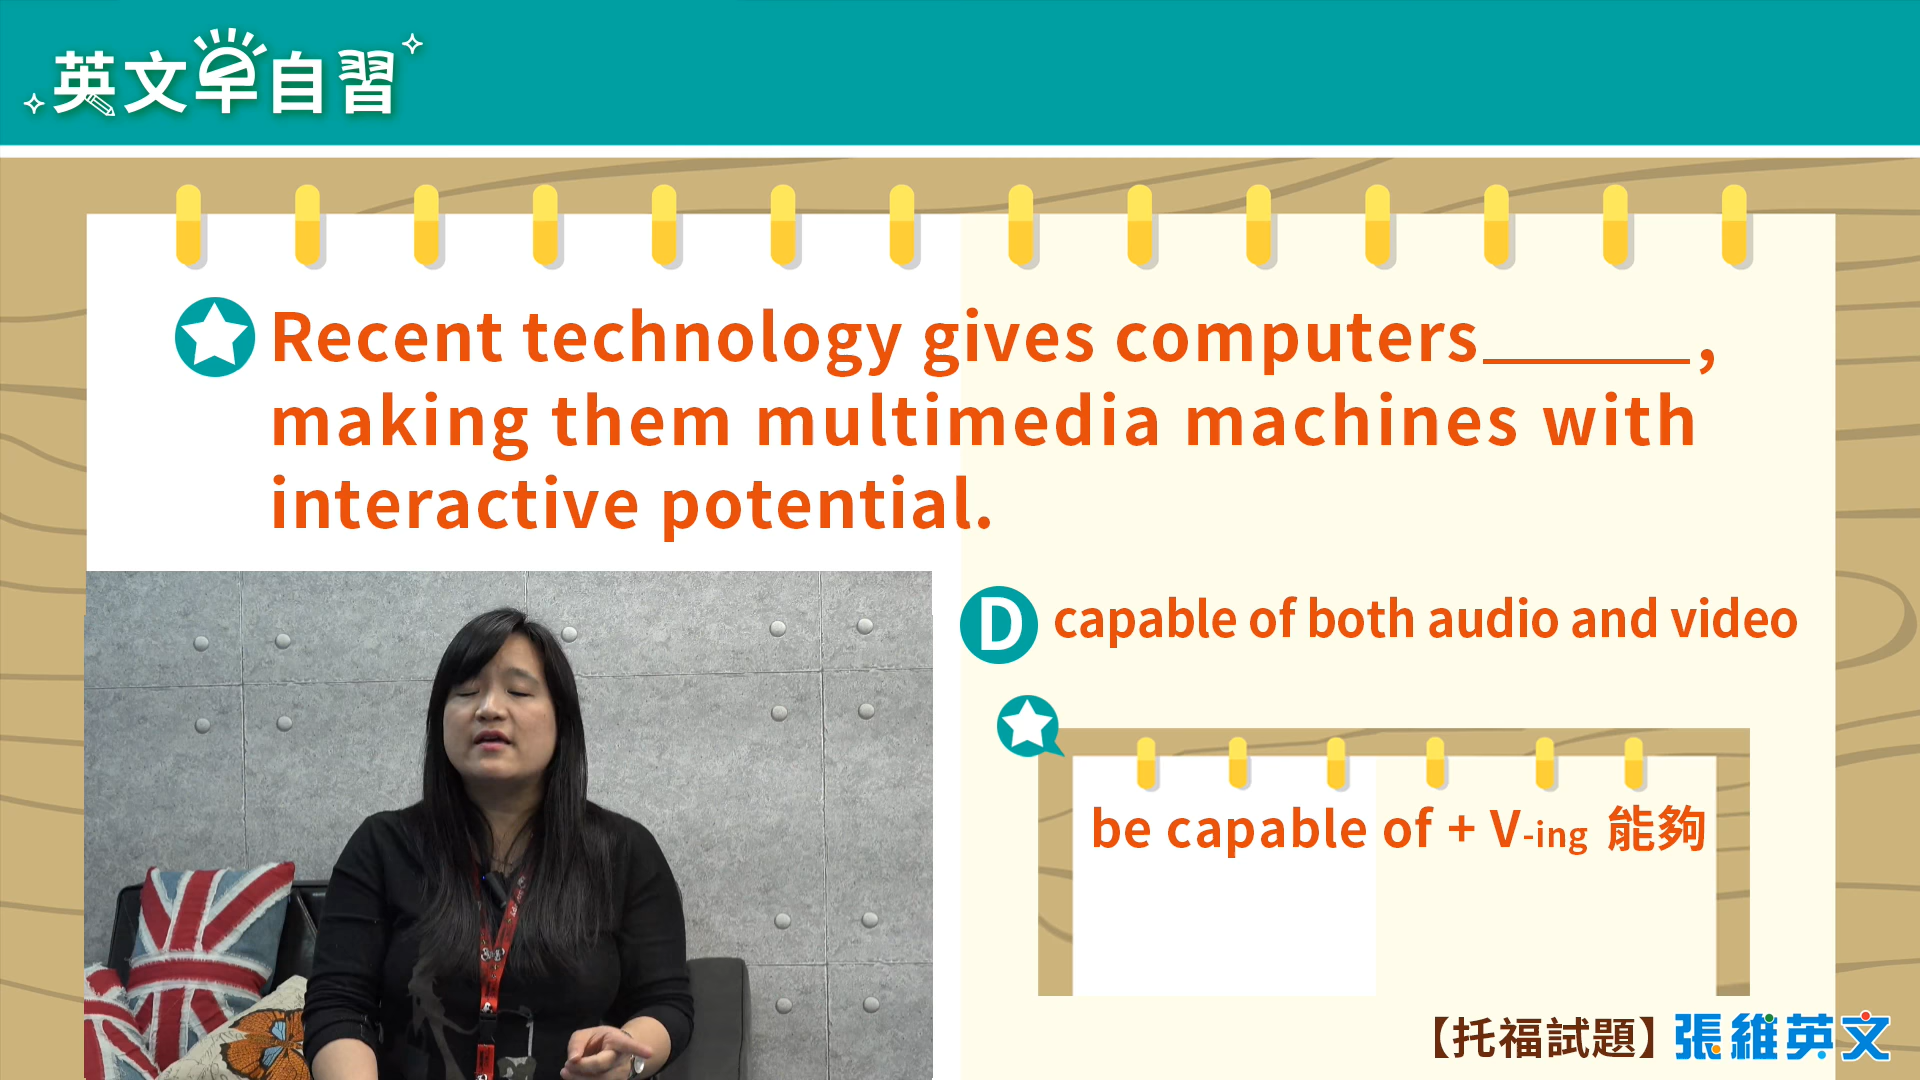 英文早自習
Recent technology gives computers______,
making them multimedia machines with
interactive potential.
D capable of both audio and video
be capable of + V-ing 能夠
【托福試題】張維英文